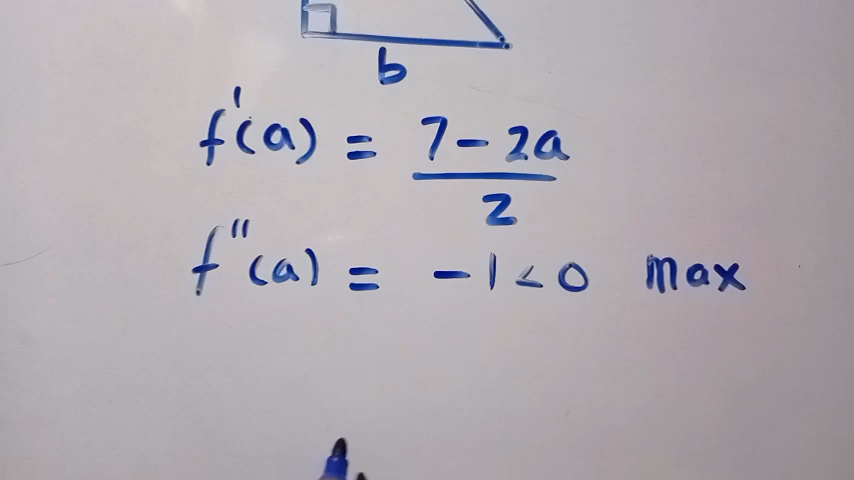 b
f'(a) = (7 - 2a)/2
f''(a) = -1 < 0 max